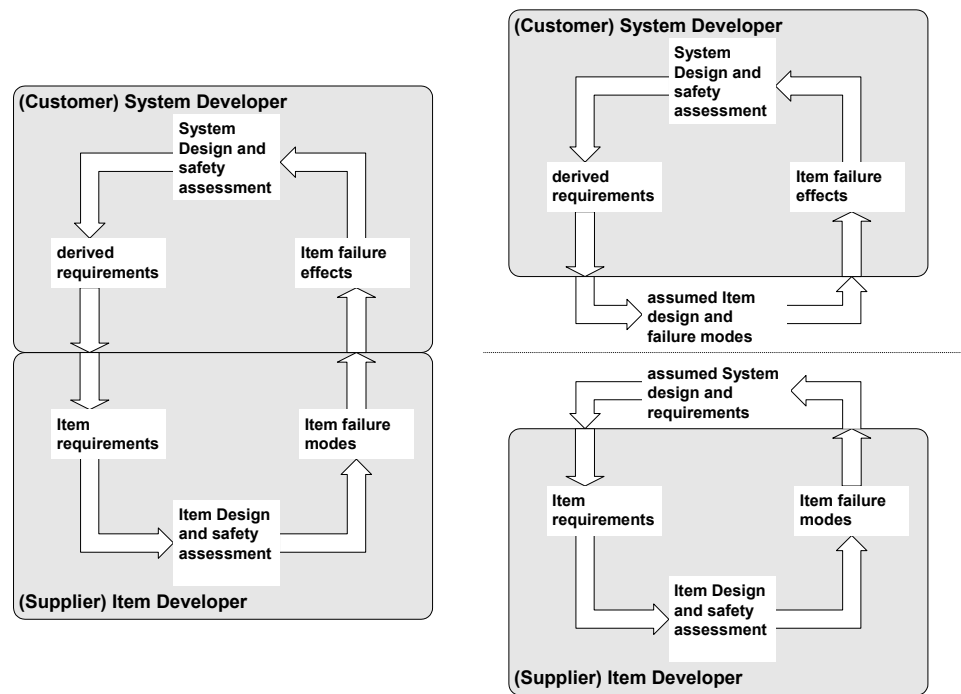 (Customer) System Developer
System
Design and
safety
assessment
derived
requirements
Item failure
effects
Item
requirements
Item failure
modes
Item Design
and safety
assessment
(Supplier) Item Developer
(Customer) System Developer
System
Design and
safety
assessment
derived
requirements
Item failure
effects
assumed Item
design and
failure modes
assumed System
design and
requirements
Item
requirements
Item failure
modes
Item Design
and safety
assessment
(Supplier) Item Developer